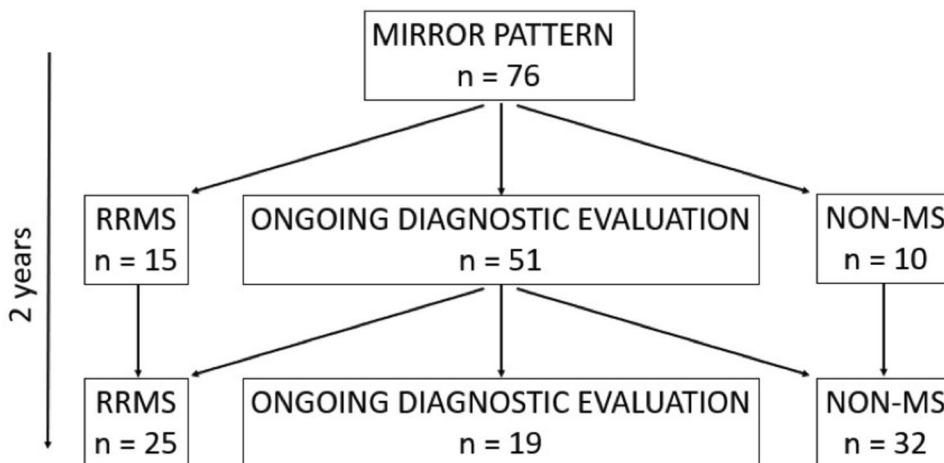 MIRROR PATTERN
n = 76
RRMS
n = 15
ONGOING DIAGNOSTIC EVALUATION
n = 51
NON-MS
n = 10
2 years
RRMS
n = 25
ONGOING DIAGNOSTIC EVALUATION
n = 19
NON-MS
n = 32